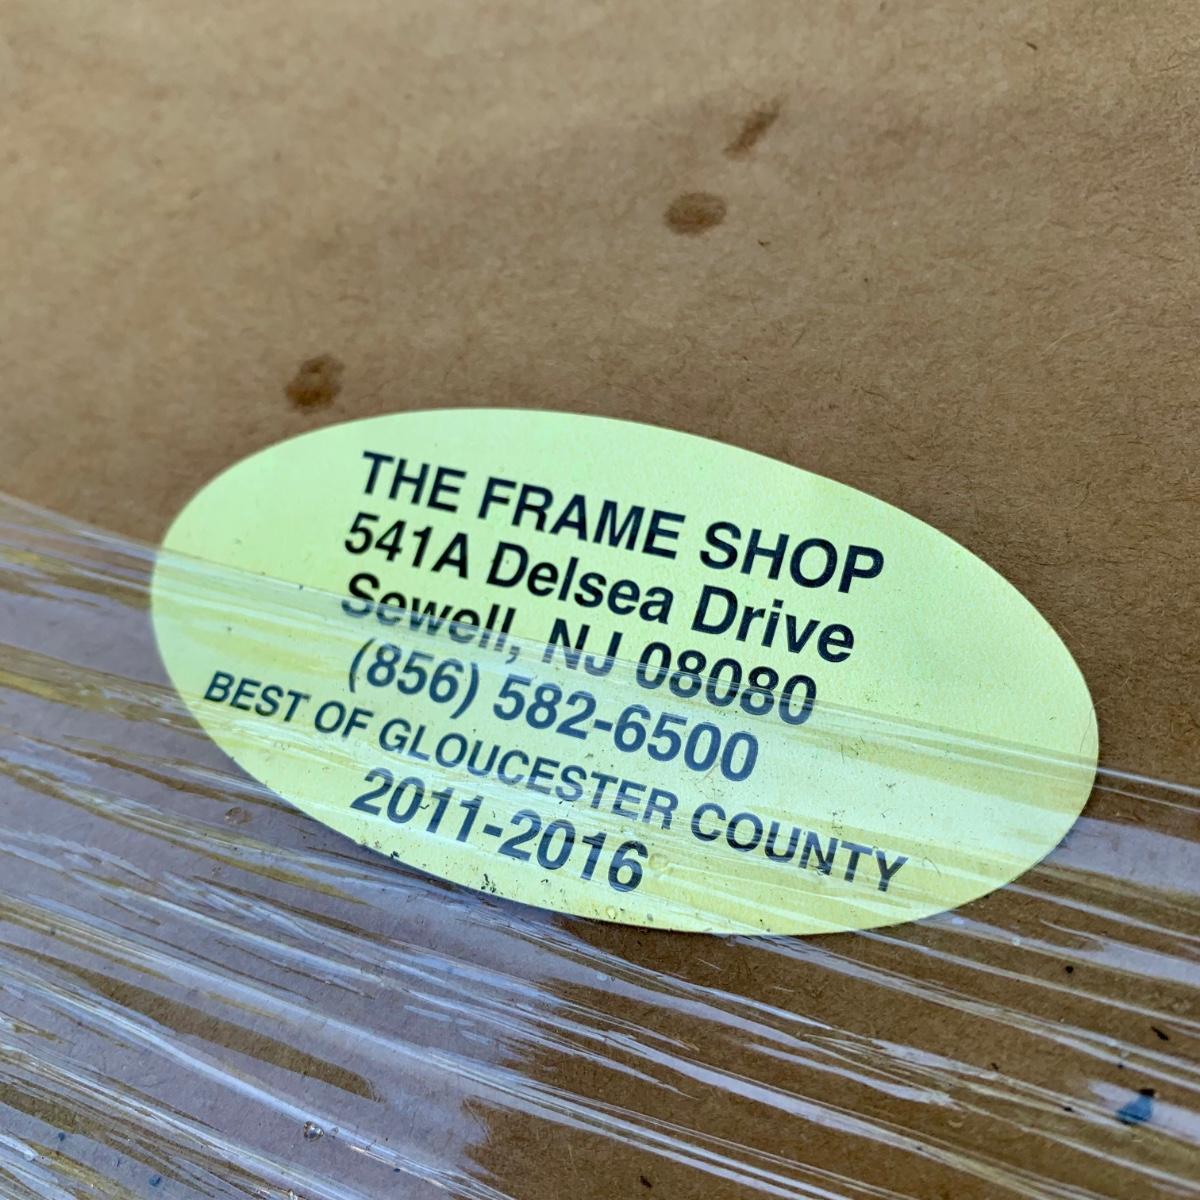 THE FRAME SHOP
541A Delsea Drive
Sewell, NJ 08080
(856) 582-6500
BEST OF GLOUCESTER COUNTY
2011-2016